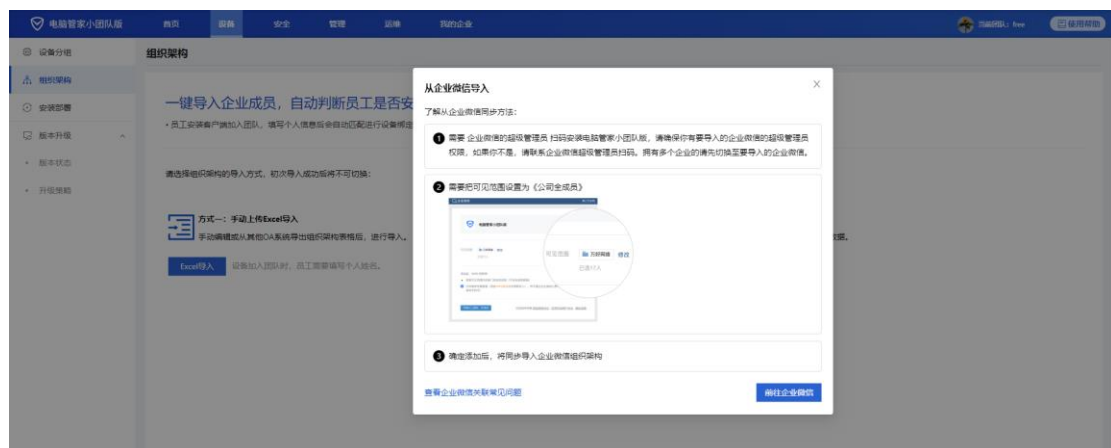 电脑管家小团队版
首页
设备
安全
管理
运维
我的企业
当前团队：free
使用帮助
设备分组
组织架构
安装部署
版本升级
版本状态
升级策略
组织架构
一键导入企业成员，自动判断员工是否安
• 员工安装客户端加入团队，填写个人信息后会自动匹配进行设备绑定
请选择组织架构的导入方式，初次导入成功后将不可切换：
方式一：手动上传Excel导入
手动编辑或从其他OA系统导出组织架构表格后，进行导入。
Excel导入
设备加入团队时，员工需要填写个人姓名。
据。
从企业微信导入
了解从企业微信同步方法：
1 需要 企业微信的超级管理员 扫码安装电脑管家小团队版，请确保你有要导入的企业微信的超级管理员
权限，如果你不是，请联系企业微信超级管理员扫码。拥有多个企业的请先切换至要导入的企业微信。
2 需要把可见范围设置为《公司全成员》
电脑管家小团队版
可见范围
修改
3 确定添加后，将同步导入企业微信组织架构
查看企业微信关联常见问题
前往企业微信